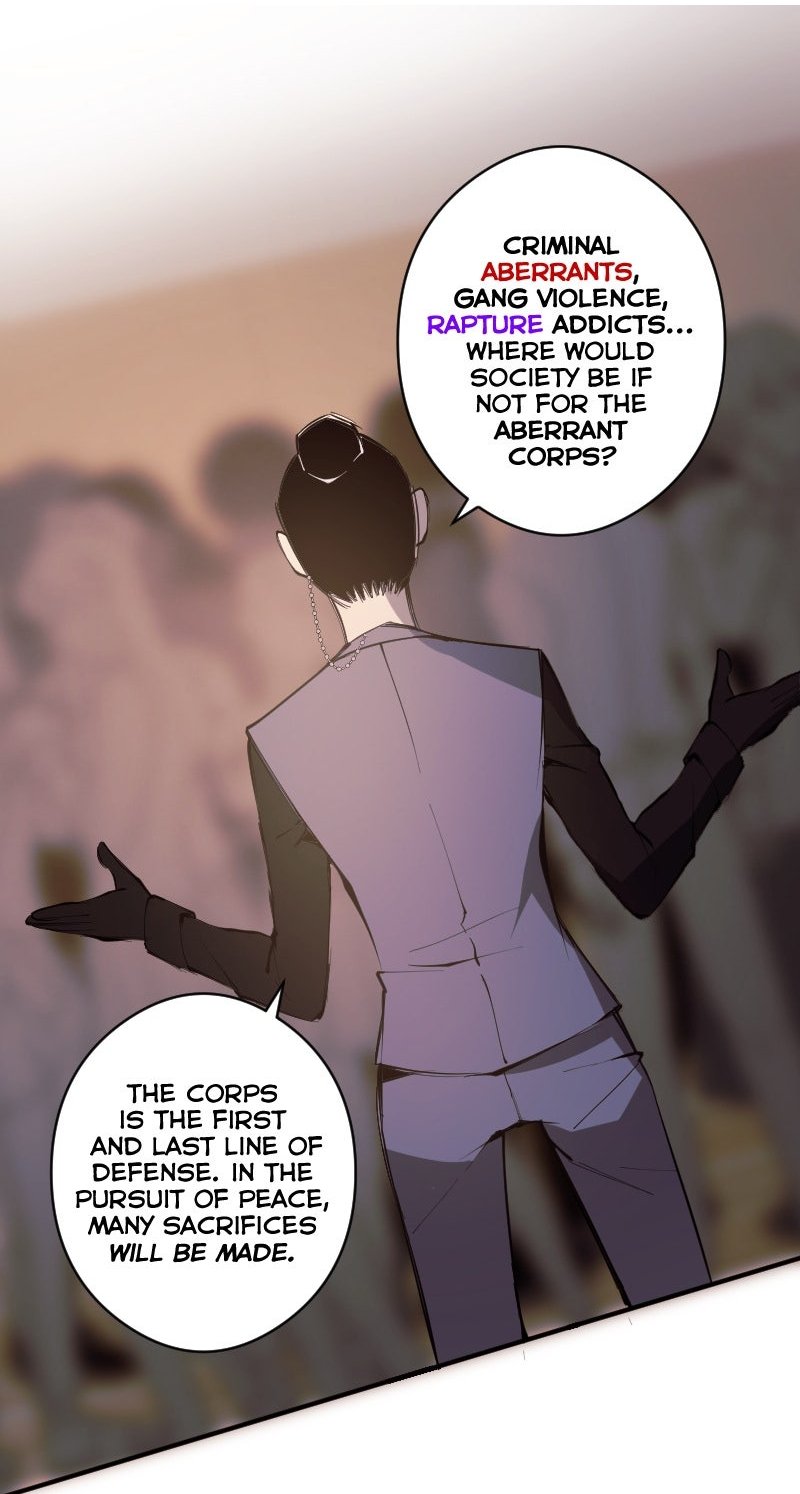 CRIMINAL
ABERRANTS,
GANG VIOLENCE,
RAPTURE ADDICTS...
WHERE WOULD
SOCIETY BE IF
NOT FOR THE
ABERRANT
CORPS?
THE CORPS
IS THE FIRST
AND LAST LINE OF
DEFENSE. IN THE
PURSUIT OF PEACE,
MANY SACRIFICES
WILL BE MADE.